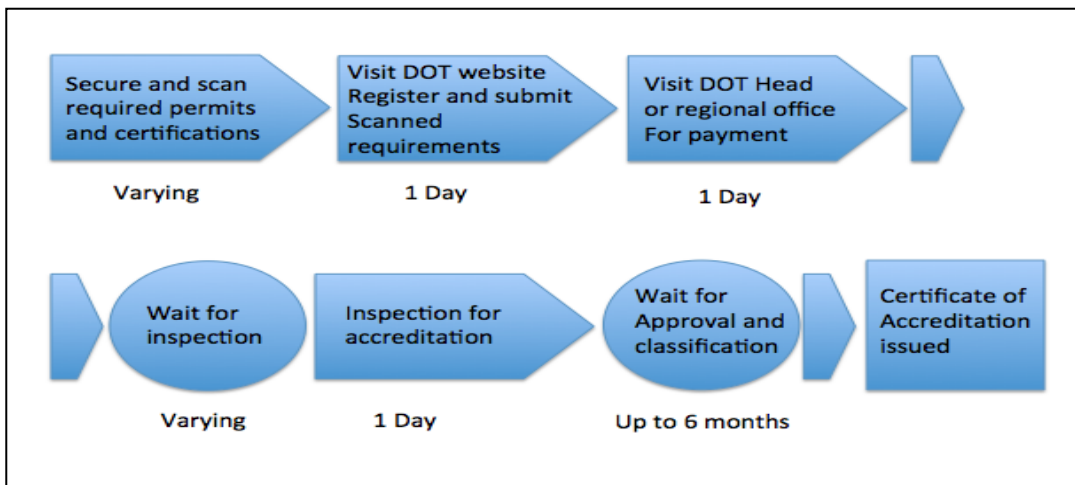 Secure and scan
required permits
and certifications
Varying
Visit DOT website
Register and submit
Scanned
requirements
1 Day
Visit DOT Head
or regional office
For payment
1 Day
Wait for
inspection
Varying
Inspection for
accreditation
1 Day
Wait for
Approval and
classification
Up to 6 months
Certificate of
Accreditation
issued